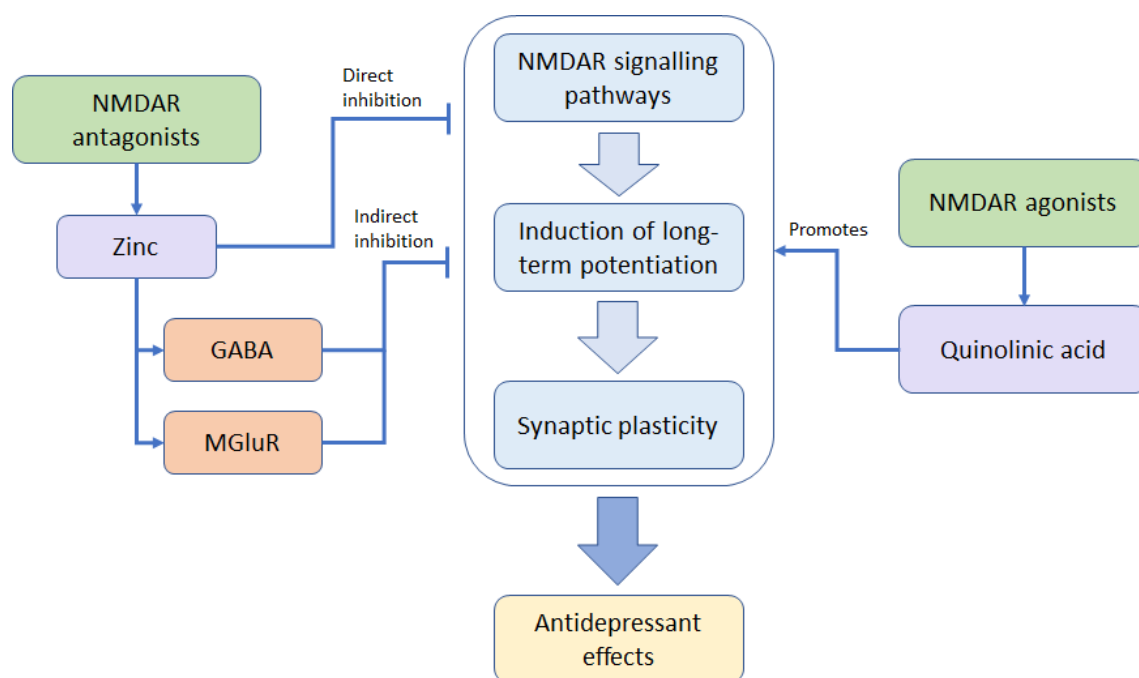 NMDAR signalling
pathways
Direct
inhibition
NMDAR
antagonists
NMDAR agonists
Zinc
Indirect
inhibition
Induction of long-
term potentiation
Promotes
GABA
Quinolinic acid
MGluR
Synaptic plasticity
Antidepressant
effects